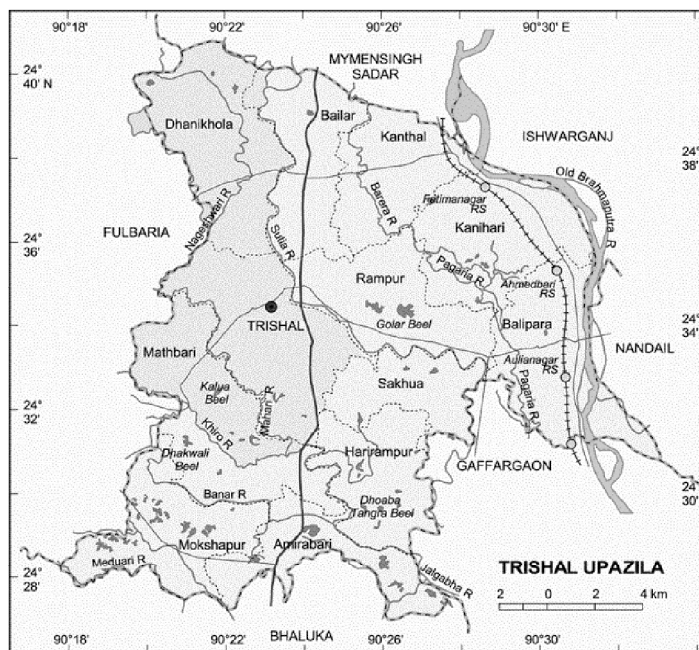 90°18'
90°22'
90°26'
90°30' E
24°
40' N
MYMENSINGH
SADAR
Dhanikhola
Bailar
Kanthal
ISHWARGANJ
24°
38'
Old Brahmaputra R
Nageshwari R
Barera R
Fatimanagar
RS
FULBARIA
24°
36'
Sutia R
Kanihari
Pagaria R
Rampur
Ahmedbari
RS
TRISHAL
Golar Beel
Balipara
24°
34'
Mathbari
Aulianagar
RS
NANDAIL
Kalua
Beel
Sakhua
24°
32'
Mahari R
Pagaria R
Khiro R
Dhakwali
Beel
Harirampur
GAFFARGAON
Banar R
Dhoaba
Tangra Beel
24°
30'
Mokshapur
Amirabari
Meduari R
Jalgabha R
TRISHAL UPAZILA
24°
28'
2 0 2 4 km
BHALUKA
90°18'
90°22'
90°26'
90°30'